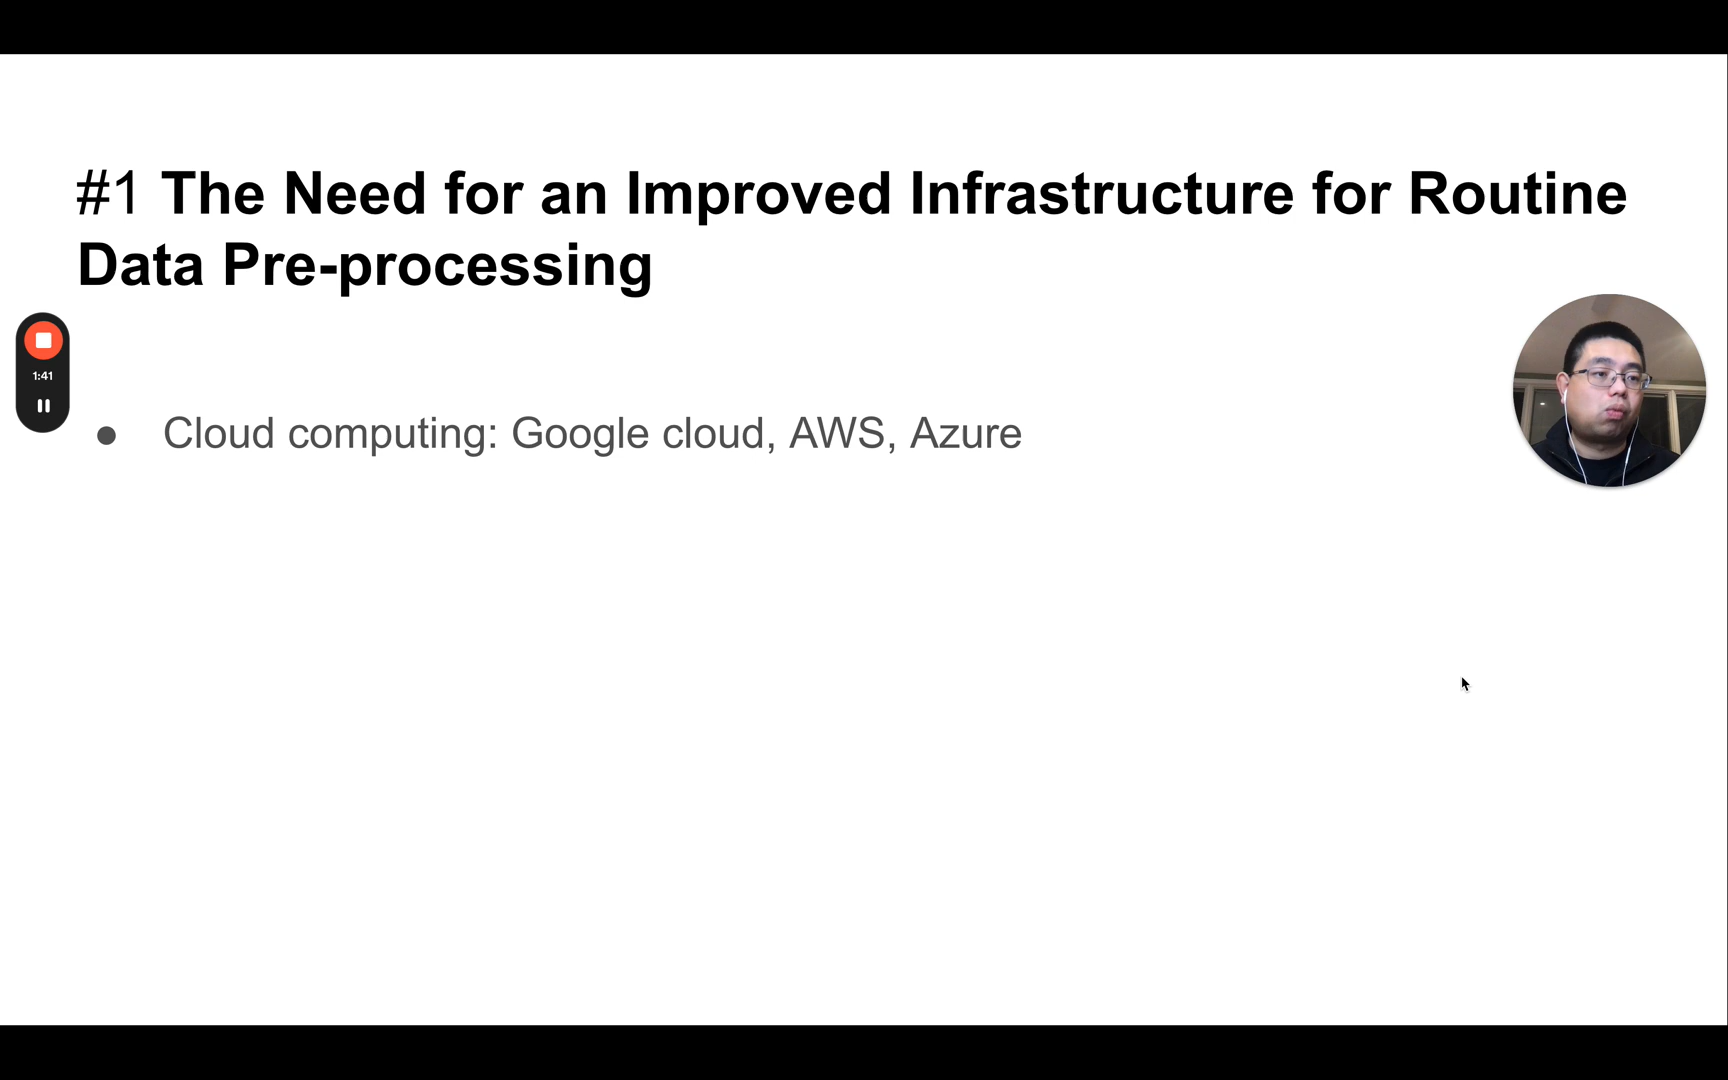 #1 The Need for an Improved Infrastructure for Routine
Data Pre-processing
1:41
● Cloud computing: Google cloud, AWS, Azure